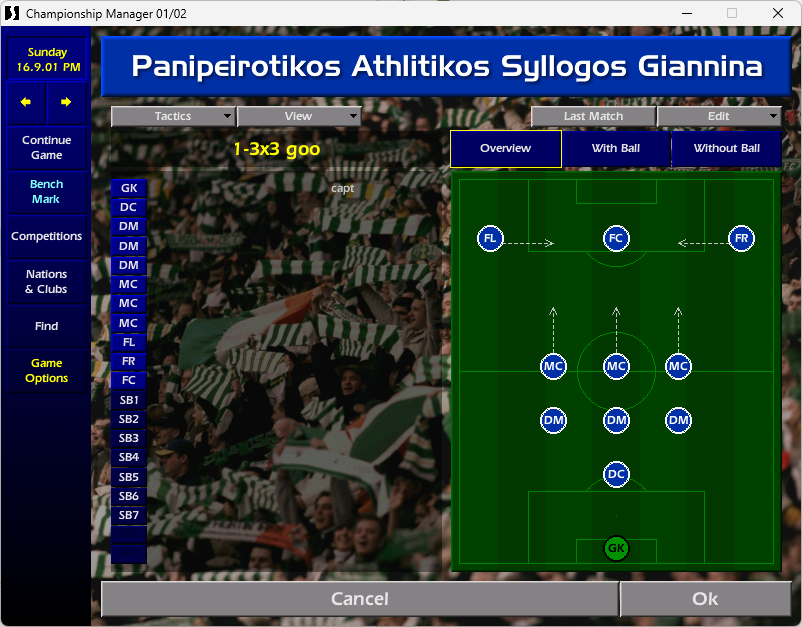 Championship Manager 01/02
Sunday
16.9.01 PM
Continue
Game
Bench
Mark
Competitions
Nations
& Clubs
Find
Game
Options
Panipeirotikos Athlitikos Syllogos Giannina
Tactics
View
Last Match
Edit
1-3x3 goo
Overview
With Ball
Without Ball
GK
capt
DC
DM
DM
DM
MC
MC
MC
FL
FR
FC
SB1
SB2
SB3
SB4
SB5
SB6
SB7
FL
FC
FR
MC
MC
MC
DM
DM
DM
DC
GK
Cancel
Ok